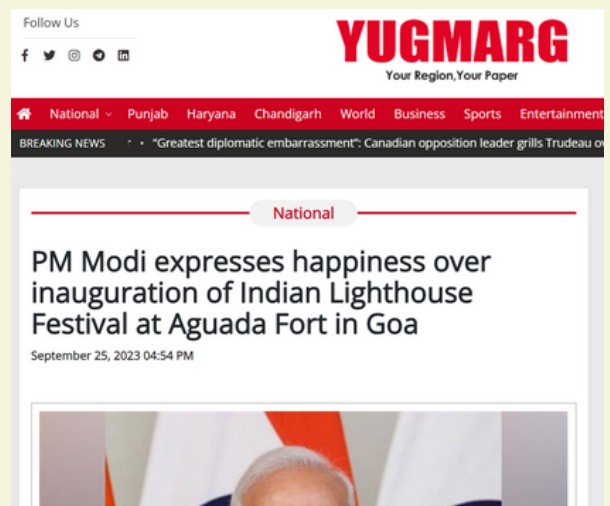 Follow Us
YUGMARG
Your Region,Your Paper
National Punjab Haryana Chandigarh World Business Sports Entertainment
BREAKING NEWS • "Greatest diplomatic embarrassment": Canadian opposition leader grills Trudeau
National
PM Modi expresses happiness over
inauguration of Indian Lighthouse
Festival at Aguada Fort in Goa
September 25, 2023 04:54 PM